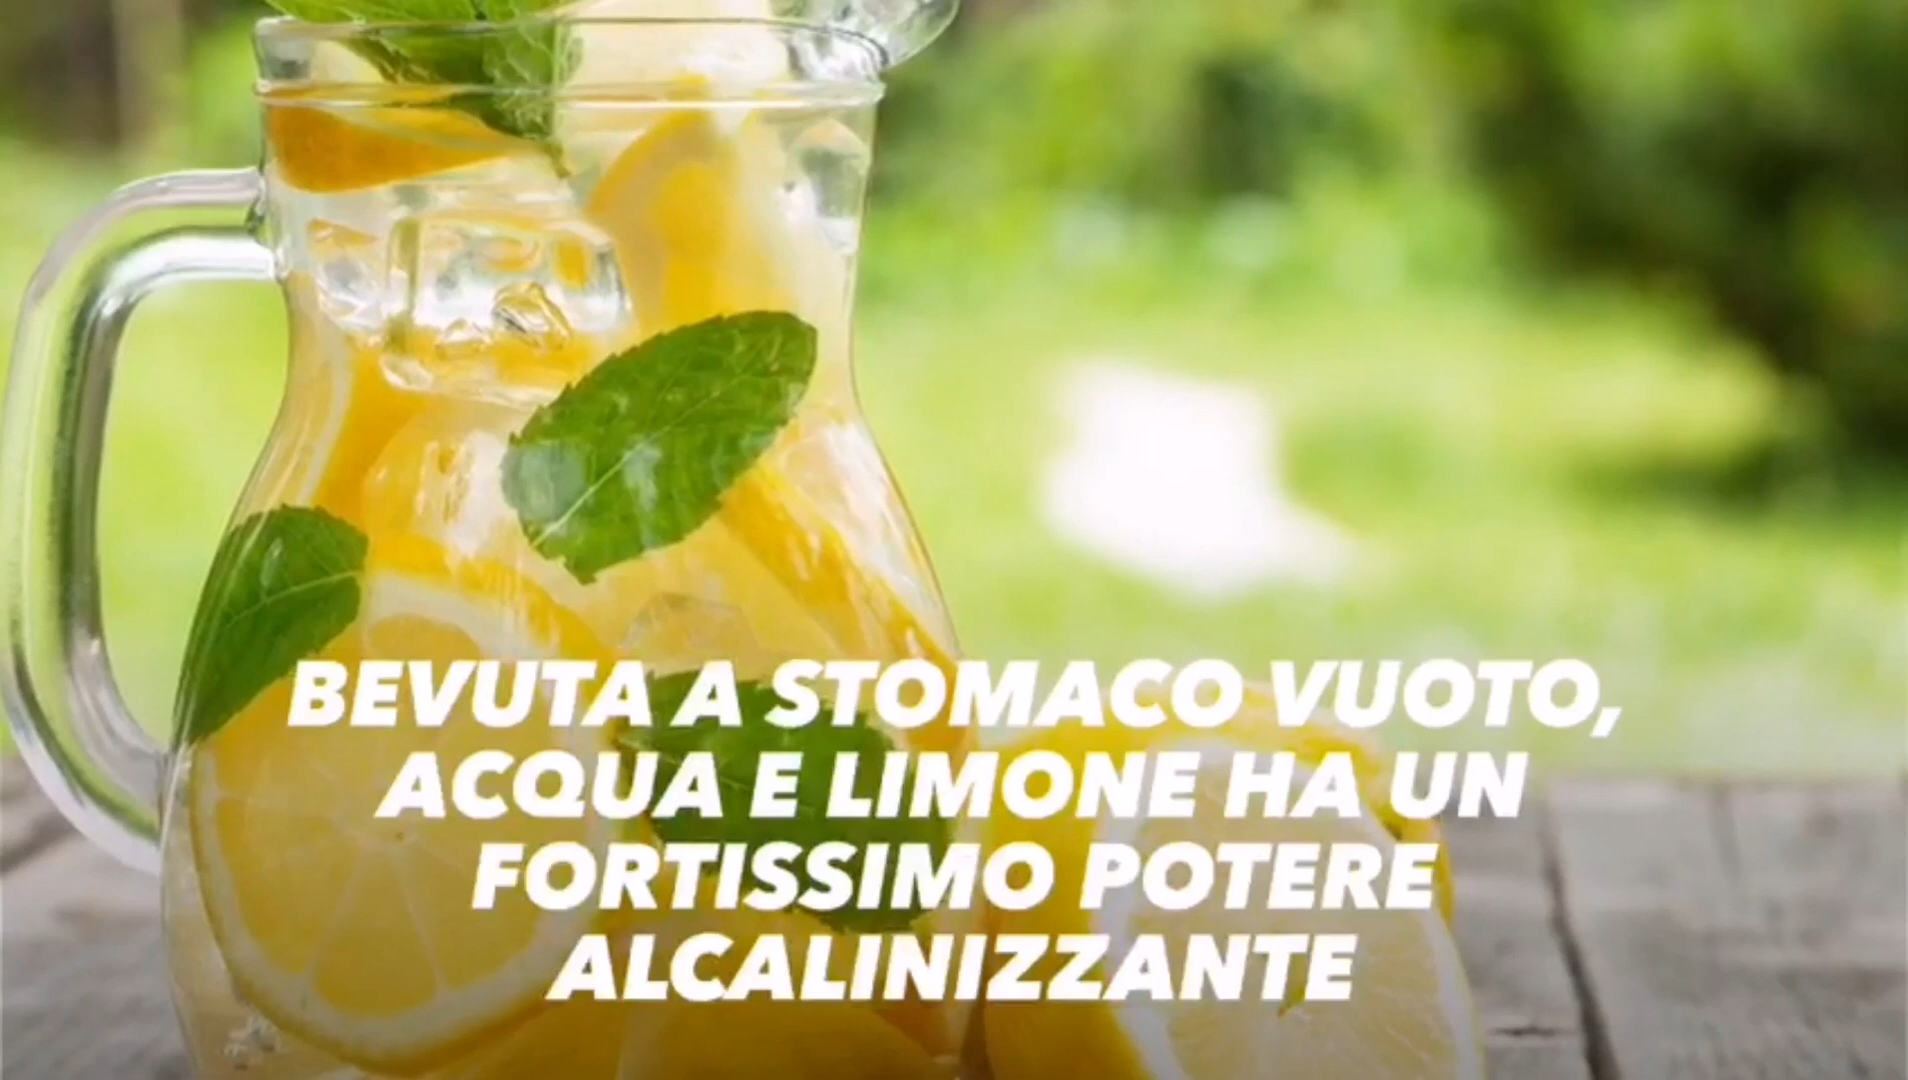 BEVUTA A STOMACO VUOTO,
ACQUA E LIMONE HA UN
FORTISSIMO POTERE
ALCALINIZZANTE